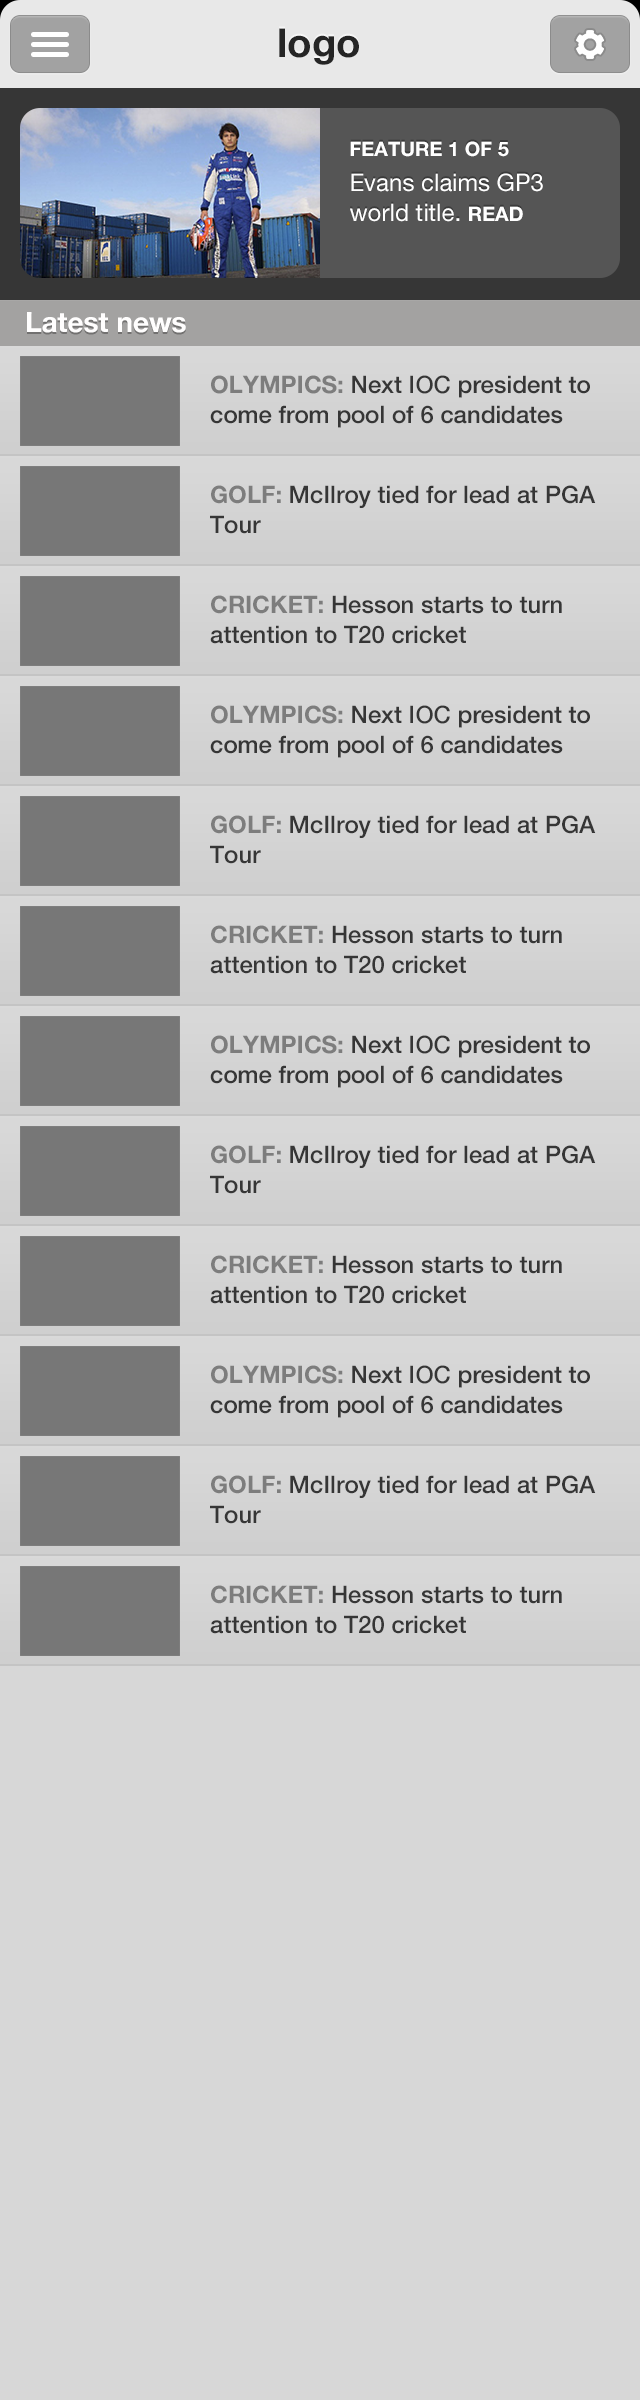 logo
FEATURE 1 OF 5
Evans claims GP3
world title. READ
Latest news
OLYMPICS: Next IOC president to
come from pool of 6 candidates
GOLF: McIlroy tied for lead at PGA
Tour
CRICKET: Hesson starts to turn
attention to T20 cricket
OLYMPICS: Next IOC president to
come from pool of 6 candidates
GOLF: McIlroy tied for lead at PGA
Tour
CRICKET: Hesson starts to turn
attention to T20 cricket
OLYMPICS: Next IOC president to
come from pool of 6 candidates
GOLF: McIlroy tied for lead at PGA
Tour
CRICKET: Hesson starts to turn
attention to T20 cricket
OLYMPICS: Next IOC president to
come from pool of 6 candidates
GOLF: McIlroy tied for lead at PGA
Tour
CRICKET: Hesson starts to turn
attention to T20 cricket